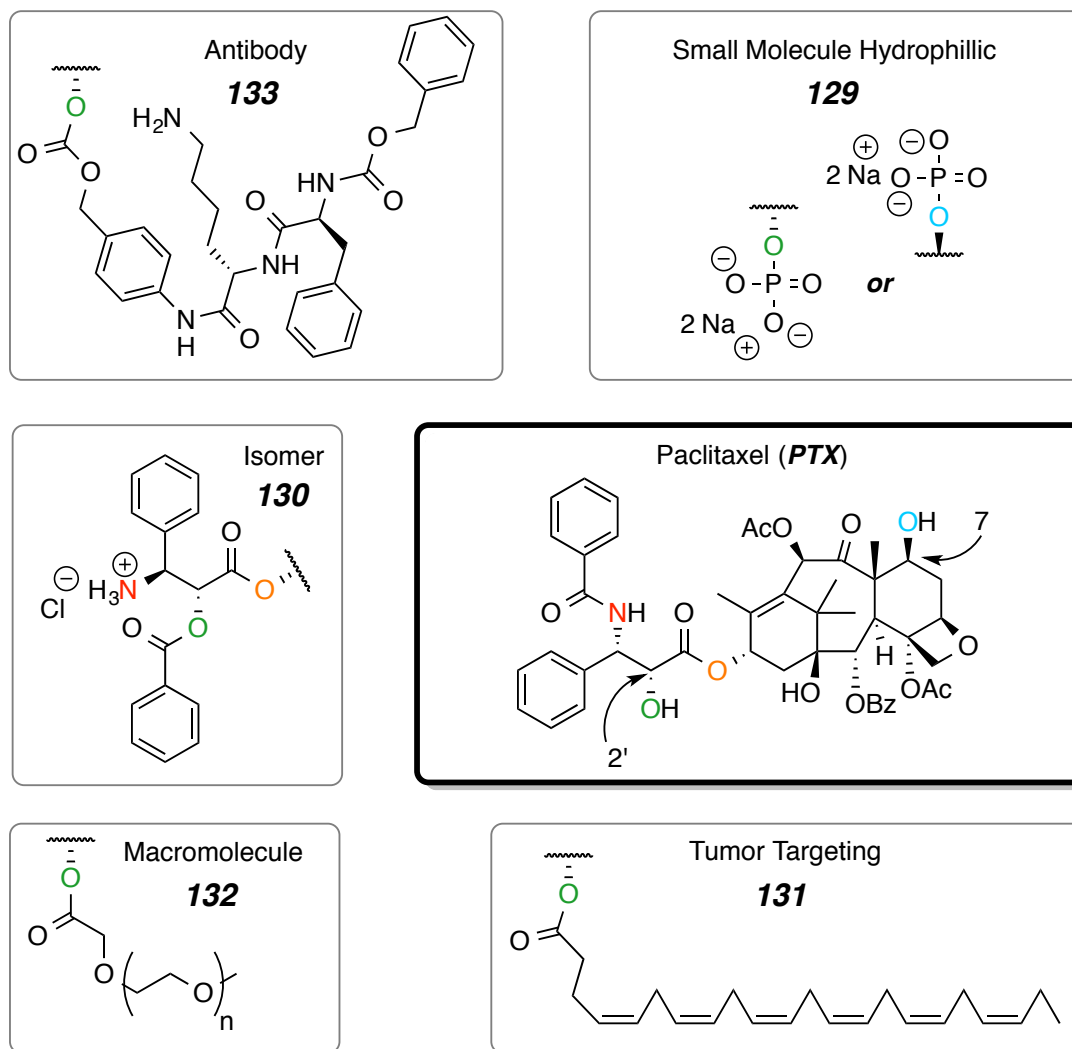 Antibody
133
O
O
O
O
H2N
N
H
O
NH
O
HN
O
O
Small Molecule Hydrophillic
129
O
2 Na
+
−
O
−
P
O
O
−
O
P
O
O
−
2 Na
+
or
Isomer
130
Cl
−
H3N
+
O
O
O
O
Paclitaxel (PTX)
O
NH
O
O
OH
2'
AcO
O
OH
7
HO
OBz
H
OAc
O
Macromolecule
132
O
O
O
O
n
Tumor Targeting
131
O
O